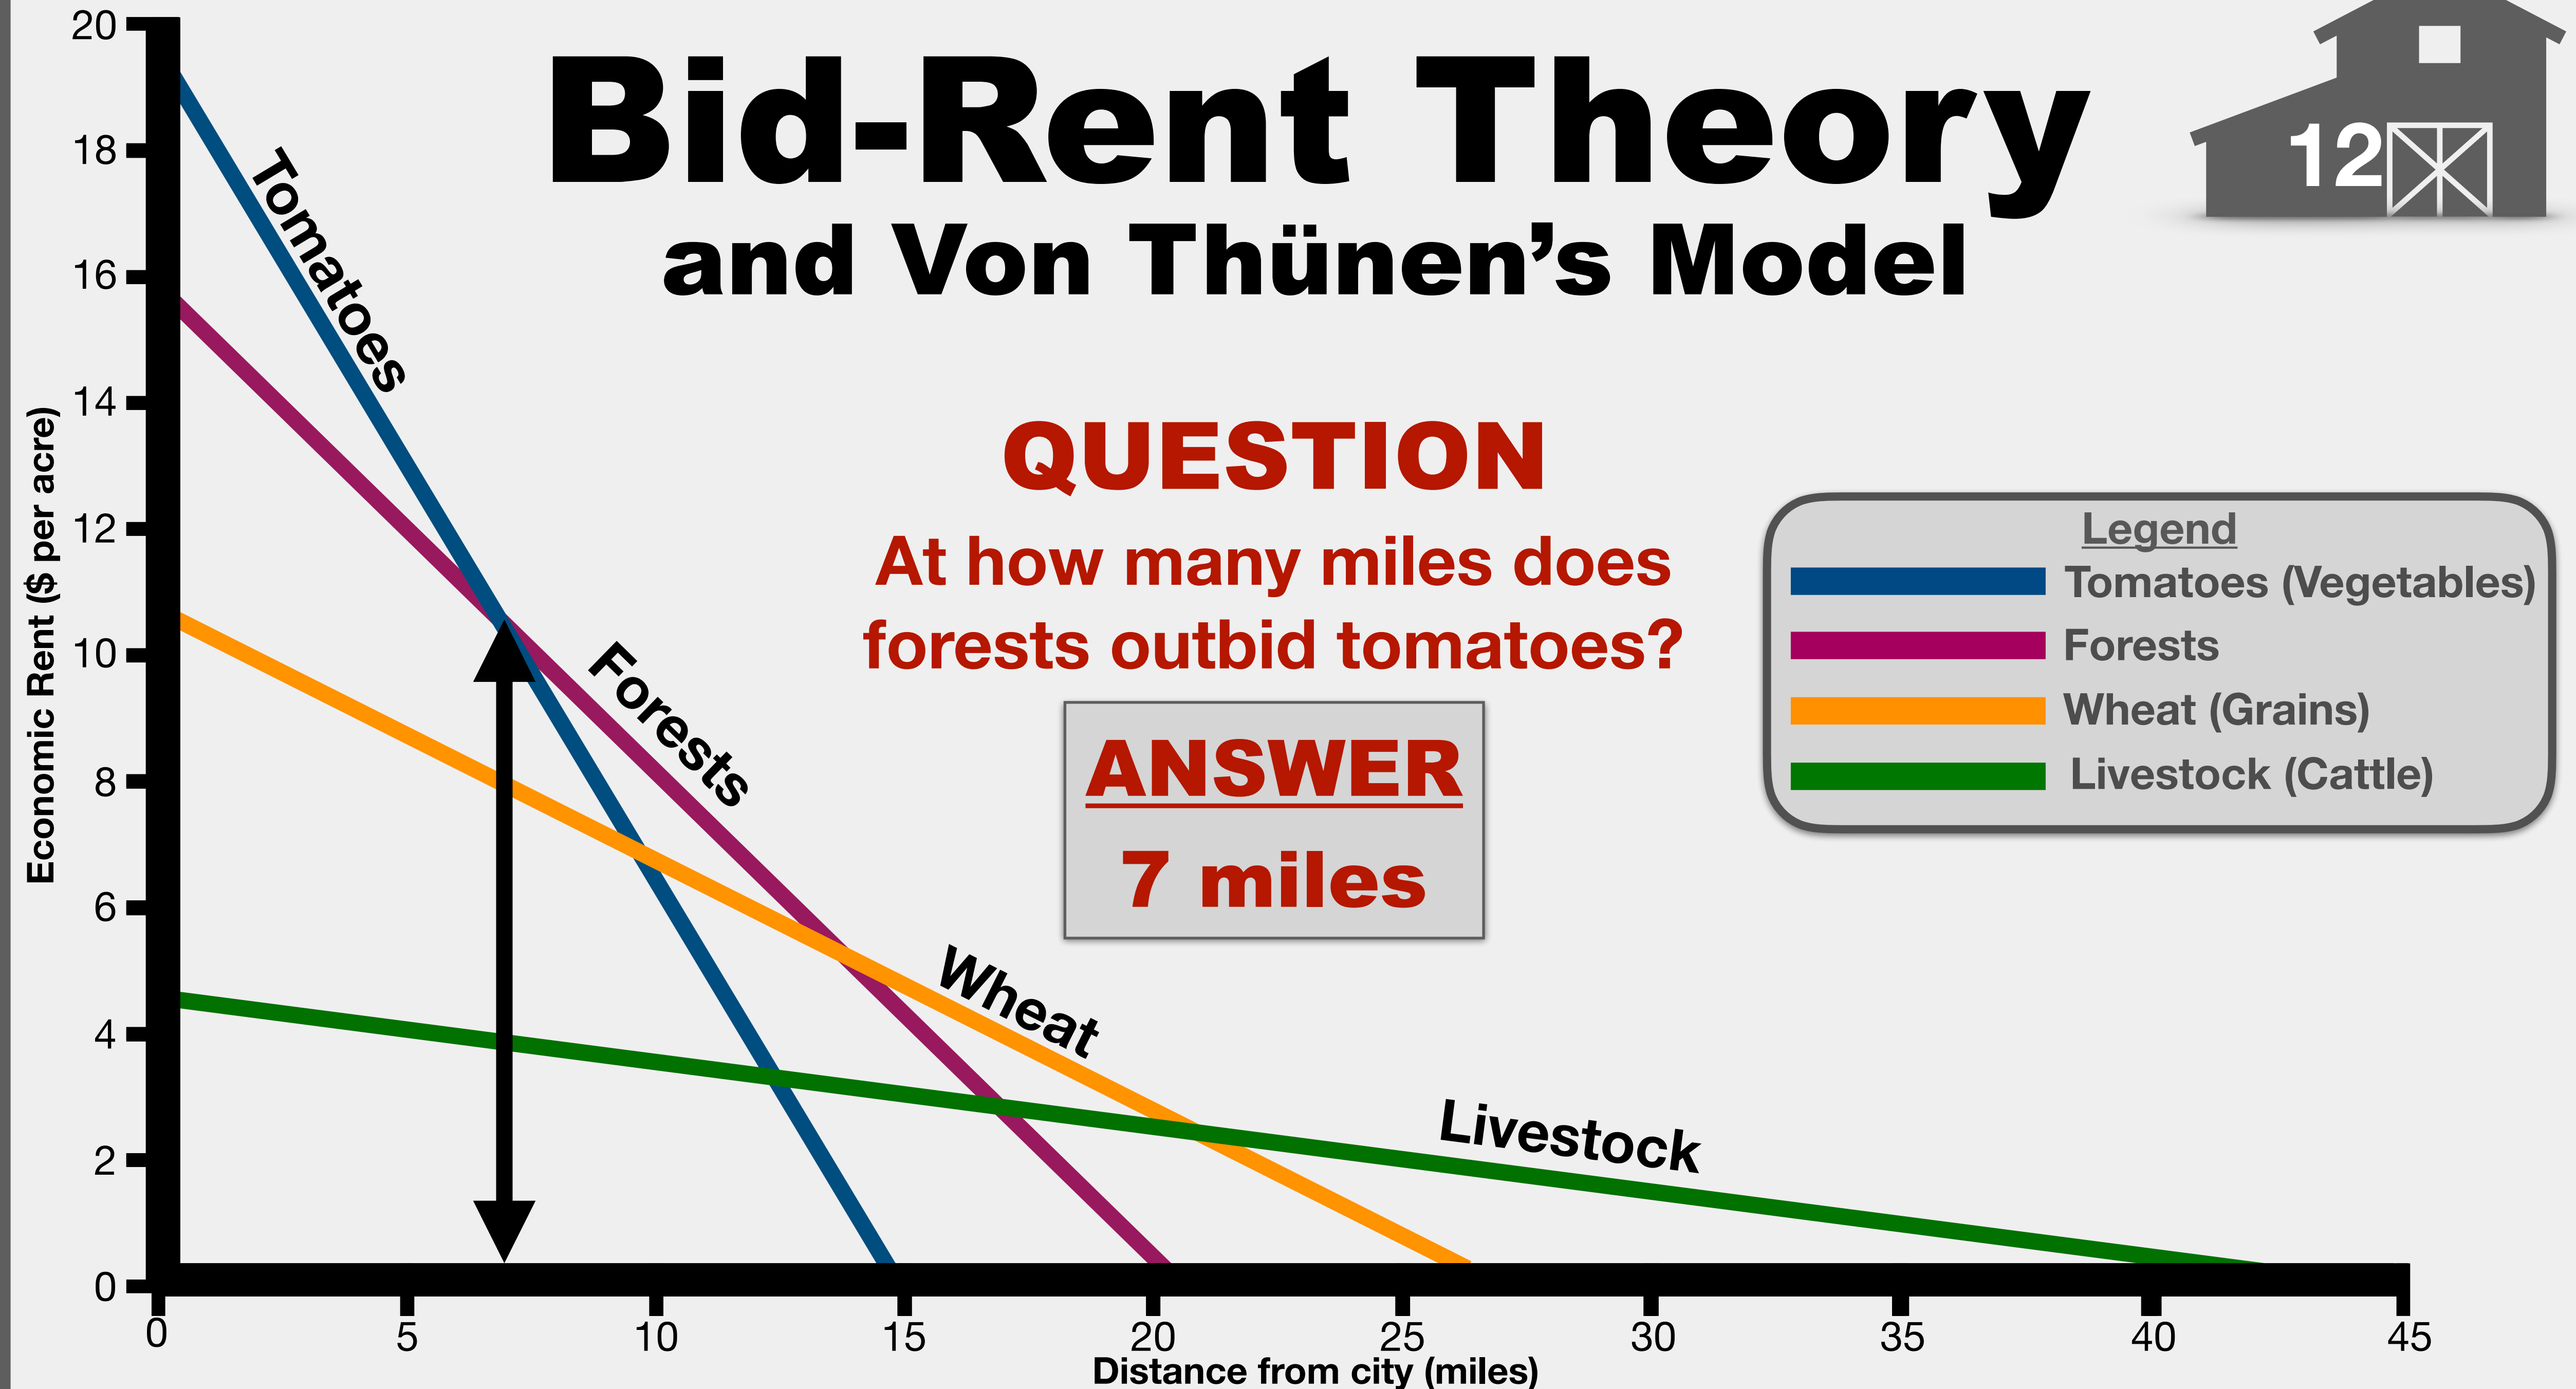 Bid-Rent Theory
and Von Thünen’s Model
12
20
18
16
14
12
10
8
6
4
2
0
Economic Rent ($ per acre)
Tomatoes
Forests
Wheat
Livestock
QUESTION
At how many miles does
forests outbid tomatoes?
ANSWER
7 miles
Legend
Tomatoes (Vegetables)
Forests
Wheat (Grains)
Livestock (Cattle)
0 5 10 15 20 25 30 35 40 45
Distance from city (miles)